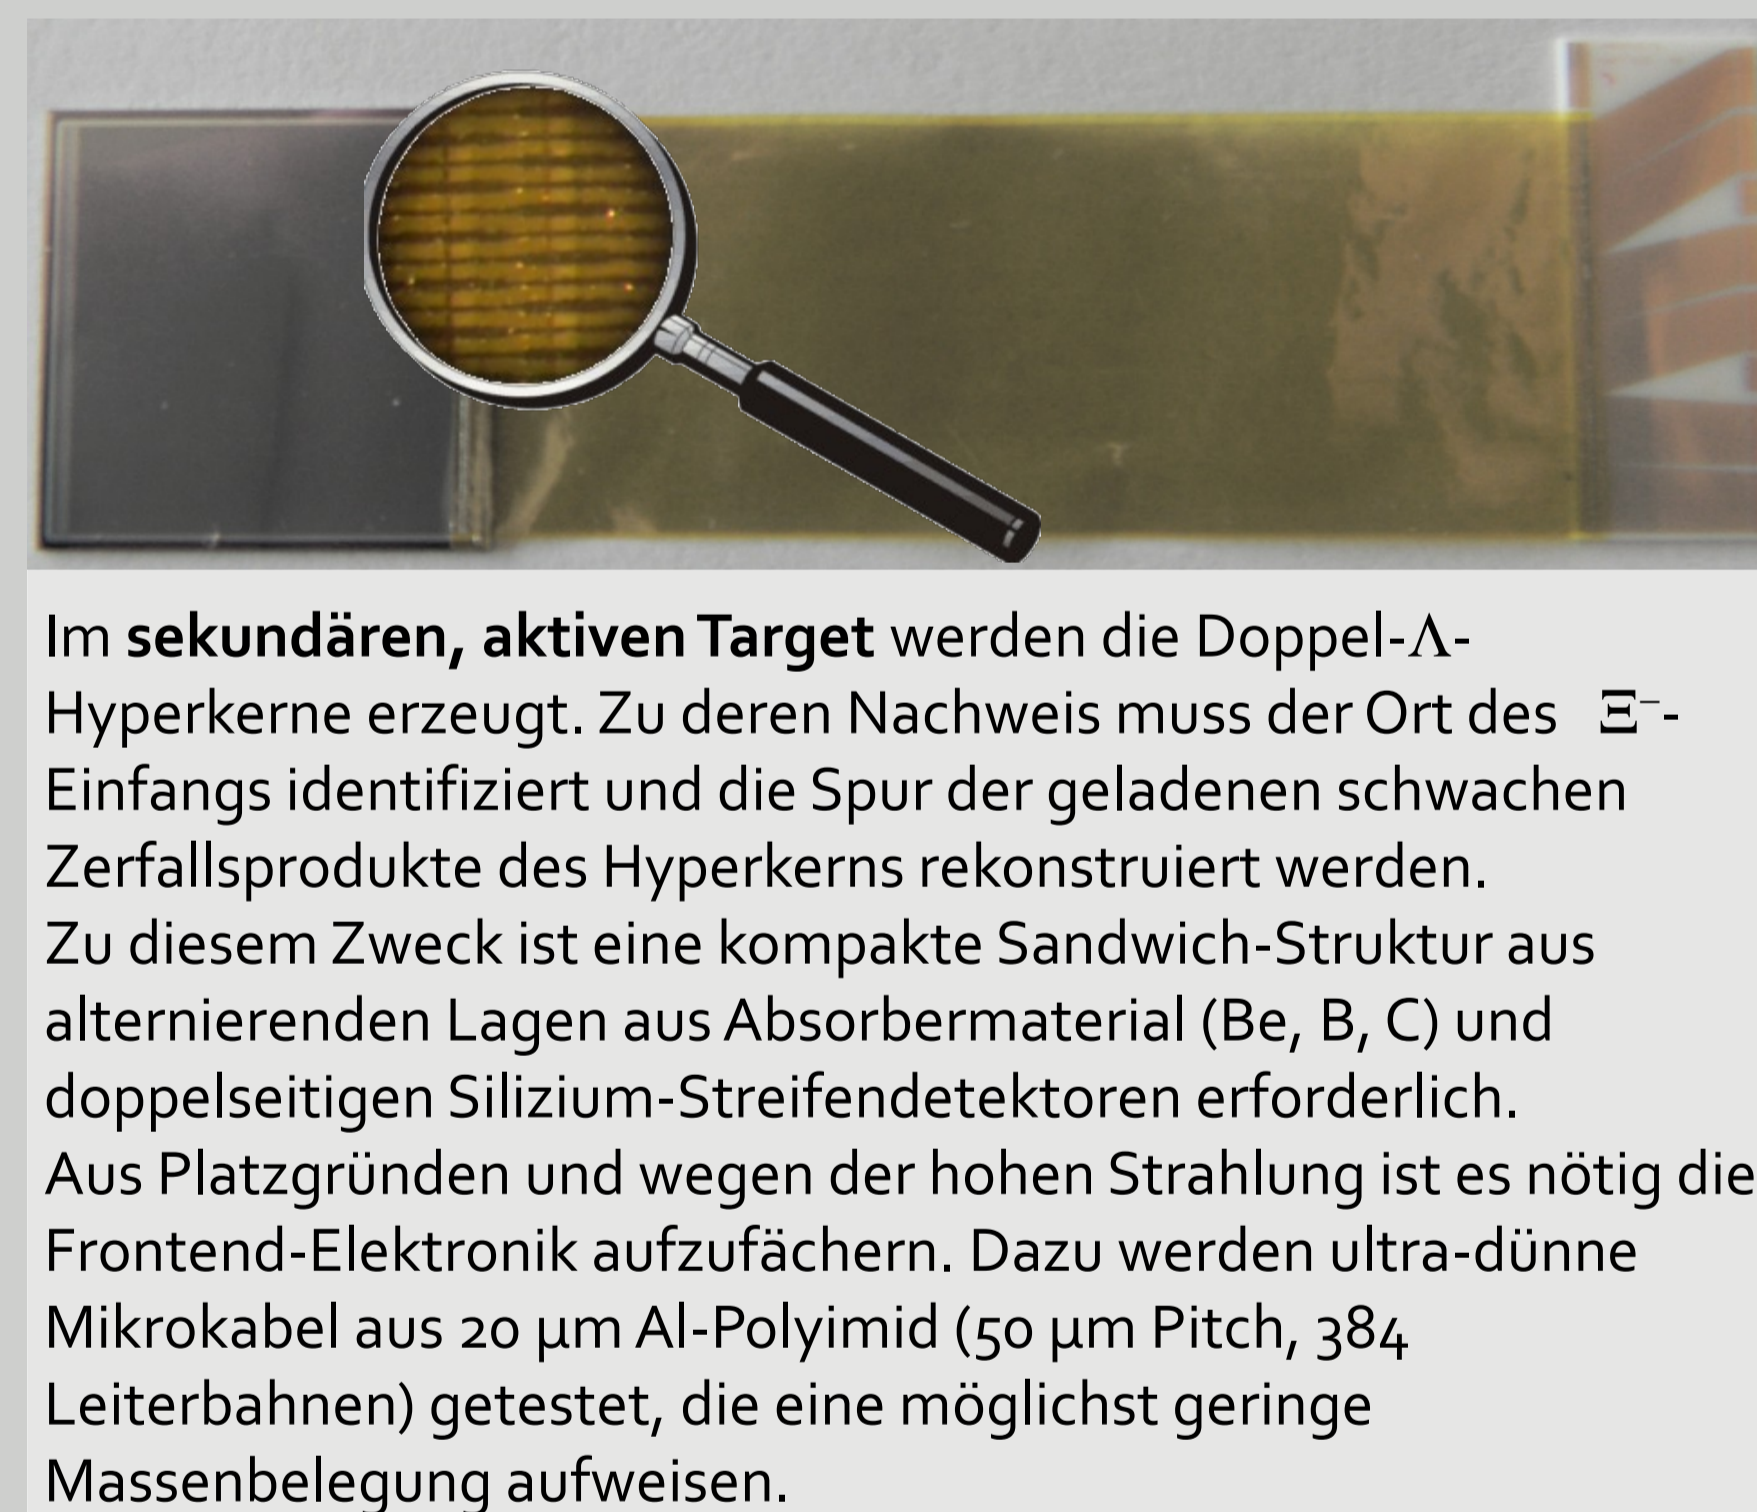 Im sekundären, aktiven Target werden die Doppel-Λ-
Hyperkerne erzeugt. Zu deren Nachweis muss der Ort des Ξ⁻-
Einfangs identifiziert und die Spur der geladenen schwachen
Zerfallsprodukte des Hyperkerns rekonstruiert werden.
Zu diesem Zweck ist eine kompakte Sandwich-Struktur aus
alternierenden Lagen aus Absorbermaterial (Be, B, C) und
doppelseitigen Silizium-Streifendetektoren erforderlich.
Aus Platzgründen und wegen der hohen Strahlung ist es nötig die
Frontend-Elektronik aufzufächern. Dazu werden ultra-dünne
Mikrokabel aus 20 µm Al-Polyimid (50 µm Pitch, 384
Leiterbahnen) getestet, die eine möglichst geringe
Massenbelegung aufweisen.